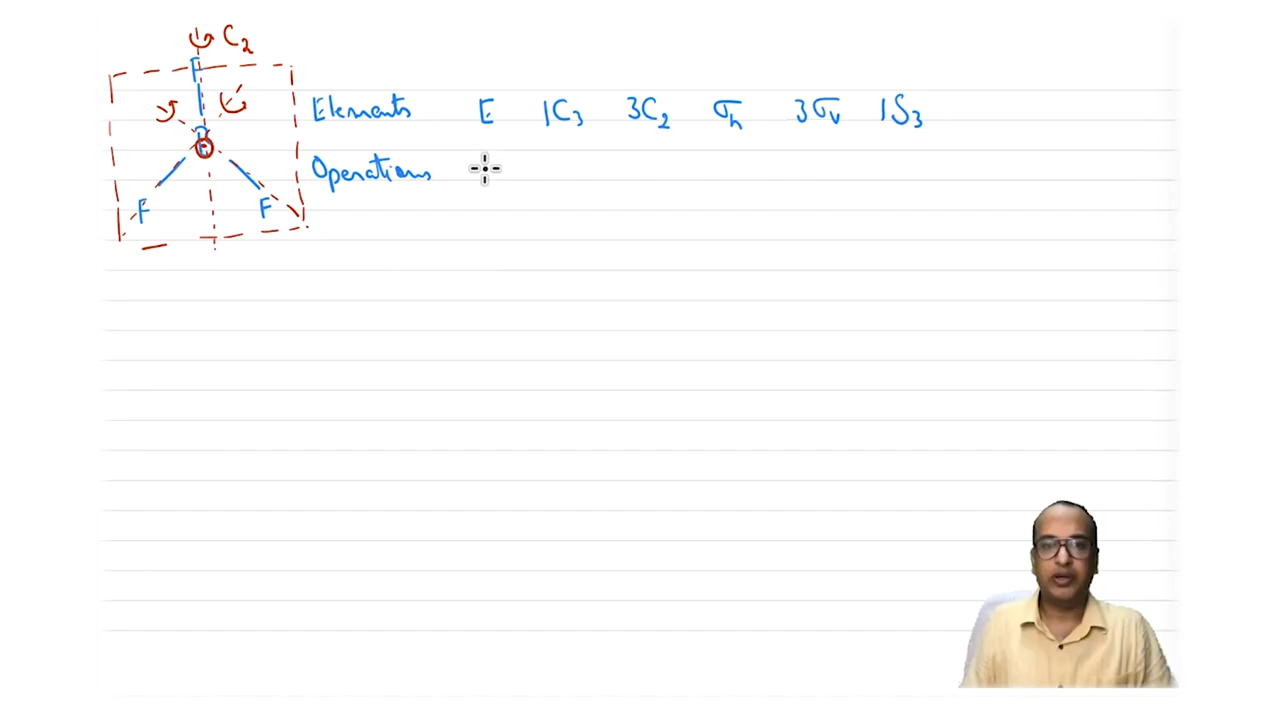 C₂
F
Elements E 1C₃ 3C₂ σₕ 3σᵥ 1S₃
Operations
F F